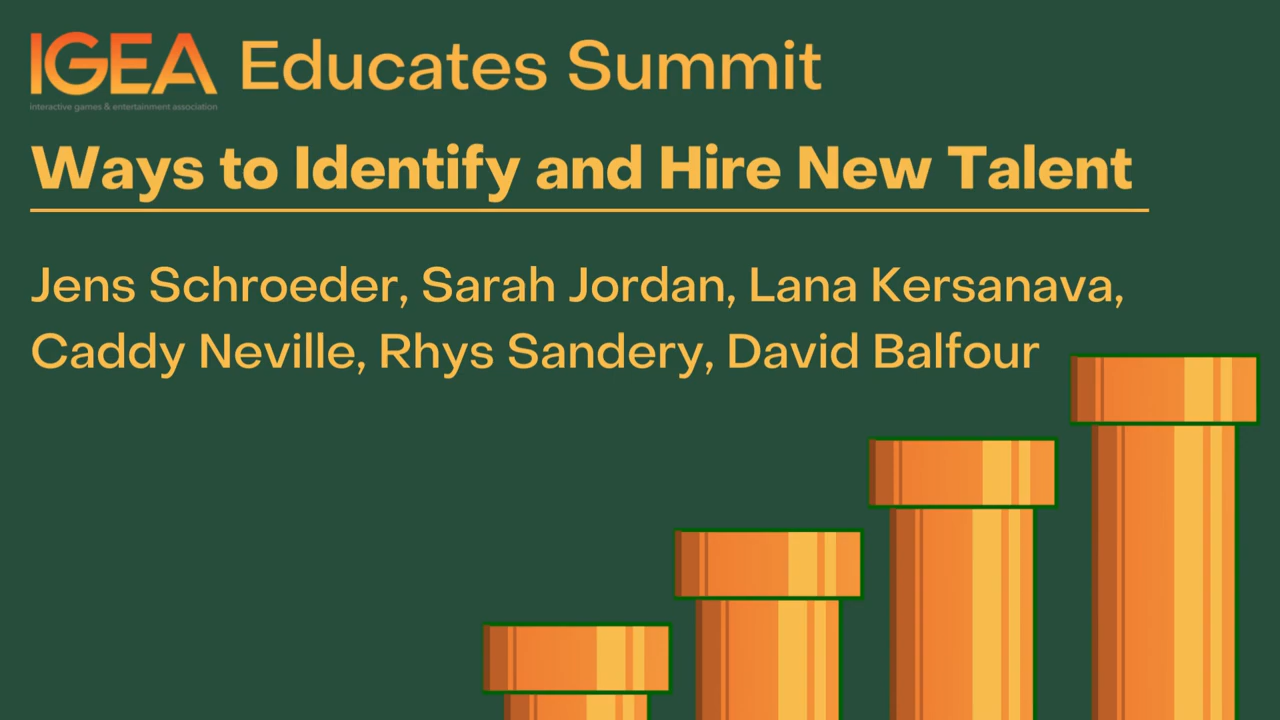 IGEA Educates Summit
interactive games & entertainment association
Ways to Identify and Hire New Talent
Jens Schroeder, Sarah Jordan, Lana Kersanava,
Caddy Neville, Rhys Sandery, David Balfour